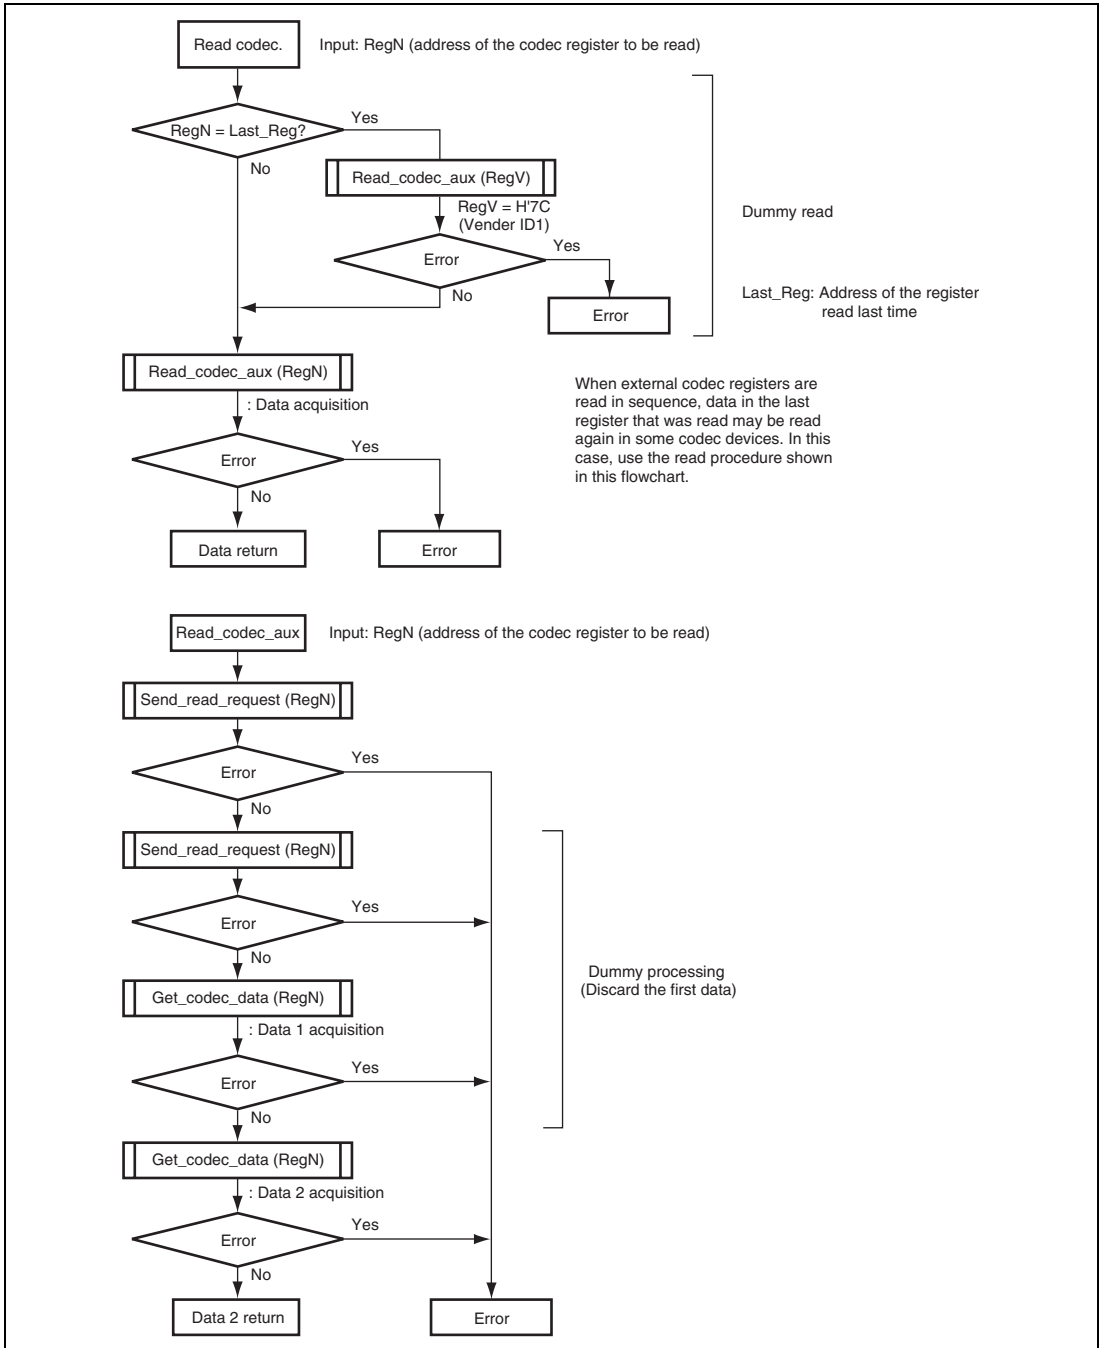 Read codec.
Input: RegN (address of the codec register to be read)
RegN = Last_Reg?
Yes
No
Read_codec_aux (RegV)
RegV = H'7C
(Vender ID1)
Error
Yes
No
Error
Dummy read
Last_Reg: Address of the register
read last time
Read_codec_aux (RegN)
: Data acquisition
Error
Yes
No
Data return
Error
When external codec registers are
read in sequence, data in the last
register that was read may be read
again in some codec devices. In this
case, use the read procedure shown
in this flowchart.
Read_codec_aux
Input: RegN (address of the codec register to be read)
Send_read_request (RegN)
Error
Yes
No
Send_read_request (RegN)
Error
Yes
No
Get_codec_data (RegN)
: Data 1 acquisition
Error
Yes
No
Dummy processing
(Discard the first data)
Get_codec_data (RegN)
: Data 2 acquisition
Error
Yes
No
Data 2 return
Error